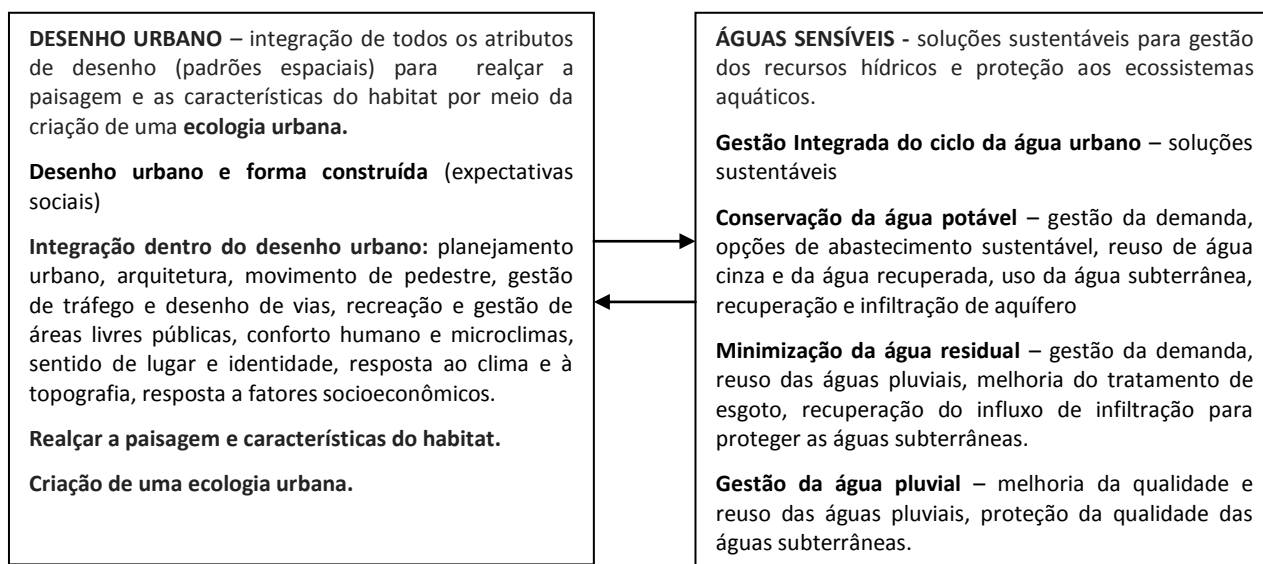 DESENHO URBANO – integração de todos os atributos
de desenho (padrões espaciais) para realçar a
paisagem e as características do habitat por meio da
criação de uma ecologia urbana.
Desenho urbano e forma construída (expectativas
sociais)
Integração dentro do desenho urbano: planejamento
urbano, arquitetura, movimento de pedestre, gestão
de tráfego e desenho de vias, recreação e gestão de
áreas livres públicas, conforto humano e microclimas,
sentido de lugar e identidade, resposta ao clima e à
topografia, resposta a fatores socioeconômicos.
Realçar a paisagem e características do habitat.
Criação de uma ecologia urbana.
ÁGUAS SENSÍVEIS - soluções sustentáveis para gestão
dos recursos hídricos e proteção aos ecossistemas
aquáticos.
Gestão Integrada do ciclo da água urbano – soluções
sustentáveis
Conservação da água potável – gestão da demanda,
opções de abastecimento sustentável, reuso de água
cinza e da água recuperada, uso da água subterrânea,
recuperação e infiltração de aquífero
Minimização da água residual – gestão da demanda,
reuso das águas pluviais, melhoria do tratamento de
esgoto, recuperação do influxo de infiltração para
proteger as águas subterrâneas.
Gestão da água pluvial – melhoria da qualidade e
reuso das águas pluviais, proteção da qualidade das
águas subterrâneas.